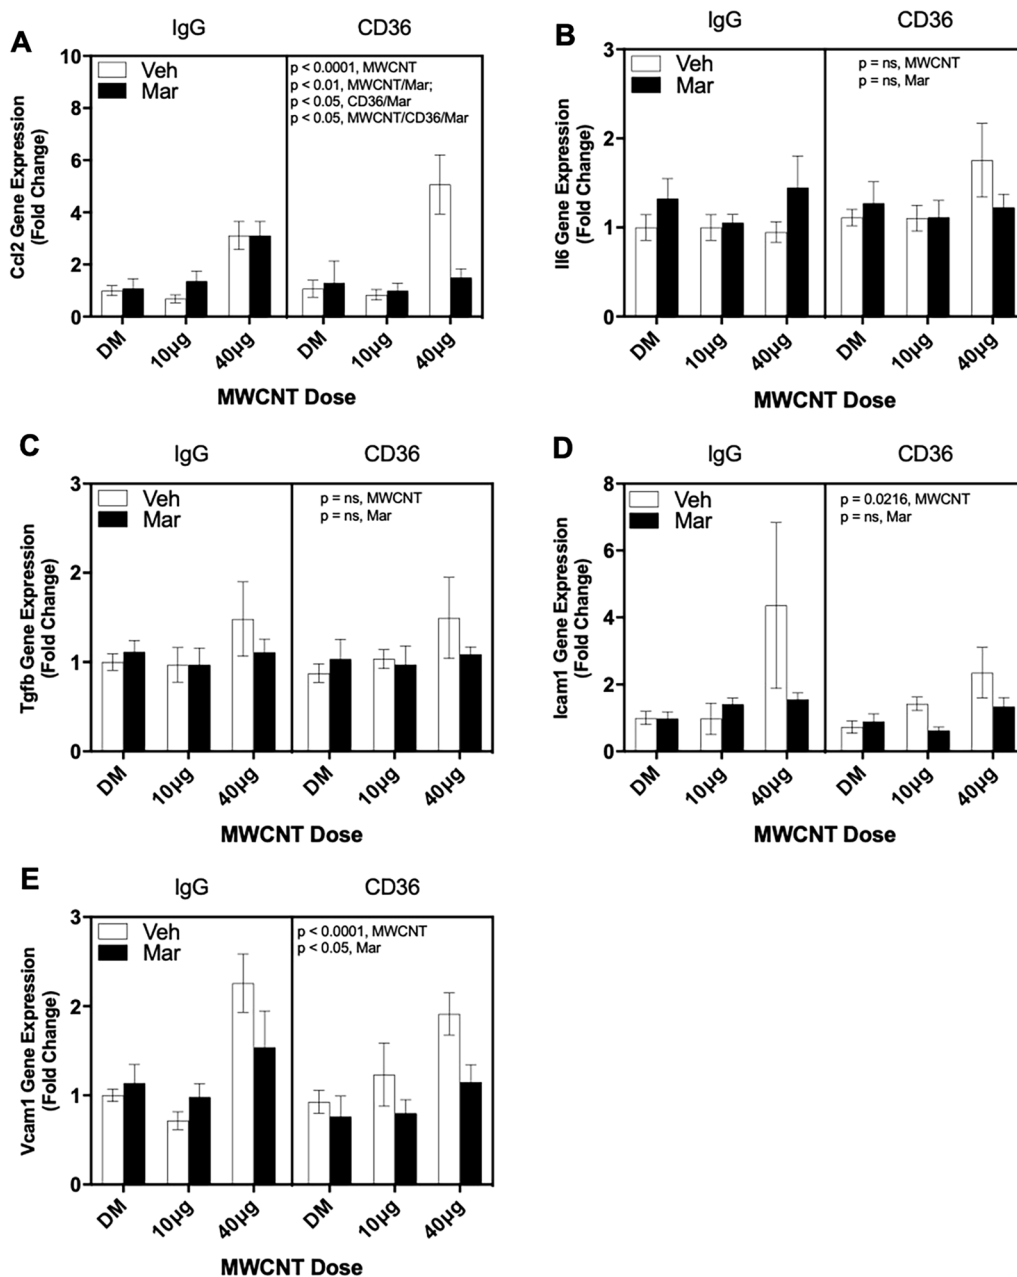 A
IgG
CD36
Veh
Mar
p < 0.0001, MWCNT
p < 0.01, MWCNT/Mar;
p < 0.05, CD36/Mar
p < 0.05, MWCNT/CD36/Mar
Ccl2 Gene Expression
(Fold Change)
10
8
6
4
2
0
DM
10µg
40µg
DM
10µg
40µg
MWCNT Dose
B
IgG
CD36
Veh
Mar
p = ns, MWCNT
p = ns, Mar
Il6 Gene Expression
(Fold Change)
3
2
1
0
DM
10µg
40µg
DM
10µg
40µg
MWCNT Dose
C
IgG
CD36
Veh
Mar
p = ns, MWCNT
p = ns, Mar
Tgfb Gene Expression
(Fold Change)
3
2
1
0
DM
10µg
40µg
DM
10µg
40µg
MWCNT Dose
D
IgG
CD36
Veh
Mar
p = 0.0216, MWCNT
p = ns, Mar
Icam1 Gene Expression
(Fold Change)
8
6
4
2
0
DM
10µg
40µg
DM
10µg
40µg
MWCNT Dose
E
IgG
CD36
Veh
Mar
p < 0.0001, MWCNT
p < 0.05, Mar
Vcam1 Gene Expression
(Fold Change)
3
2
1
0
DM
10µg
40µg
DM
10µg
40µg
MWCNT Dose